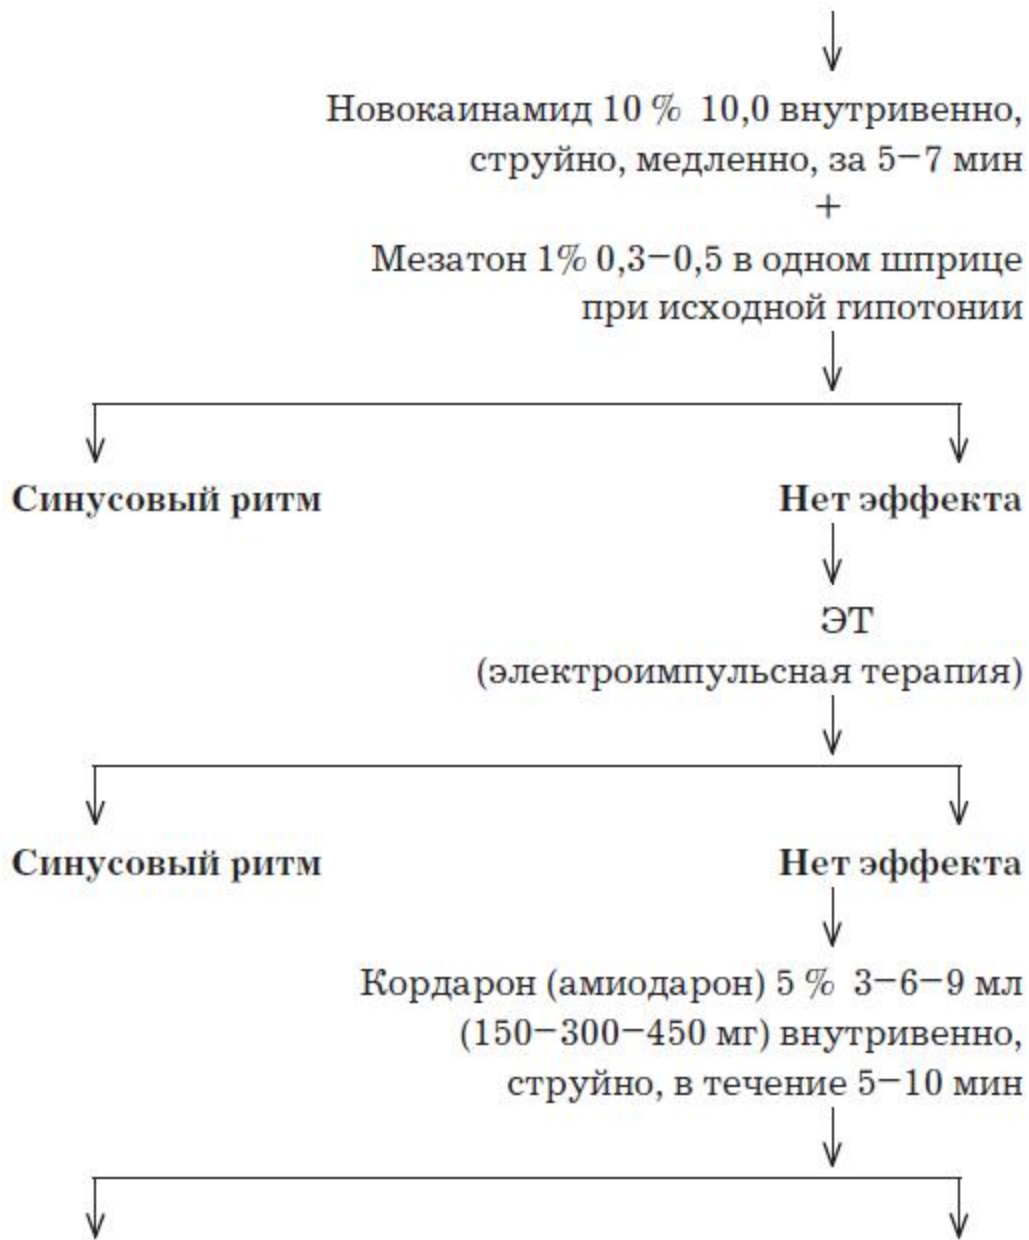 Новокаинамид 10 % 10,0 внутривенно,
струйно, медленно, за 5–7 мин
+
Мезатон 1% 0,3–0,5 в одном шприце
при исходной гипотонии
Синусовый ритм
Нет эффекта
ЭТ
(электроимпульсная терапия)
Синусовый ритм
Нет эффекта
Кордарон (амиодарон) 5 % 3–6–9 мл
(150–300–450 мг) внутривенно,
струйно, в течение 5–10 мин